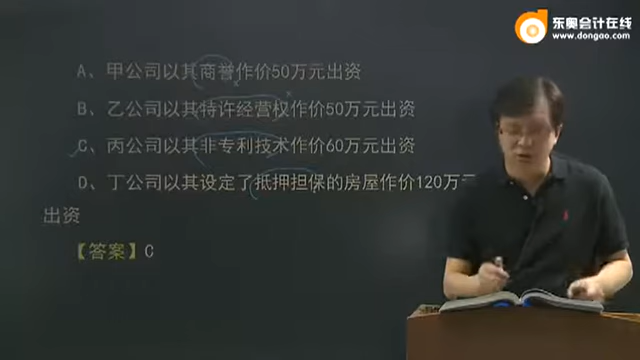 东奥会计在线
www.dongao.com
A、甲公司以其商誉作价50万元出资
B、乙公司以其特许经营权作价50万元出资
C、丙公司以其非专利技术作价60万元出资
D、丁公司以其设定了抵押担保的房屋作价120万元
出资
【答案】C